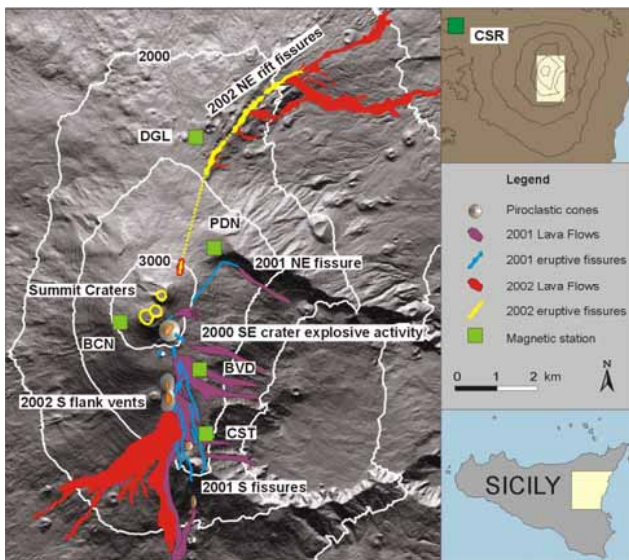 2000
2002 NE rift fissures
DGL
PDN
3000
2001 NE fissure
Summit Craters
2000 SE crater explosive activity
BCN
BVD
2002 S flank vents
CST
2001 S fissures
CSR
Legend
Piroclastic cones
2001 Lava Flows
2001 eruptive fissures
2002 Lava Flows
2002 eruptive fissures
Magnetic station
N
0 1 2 km
SICILY